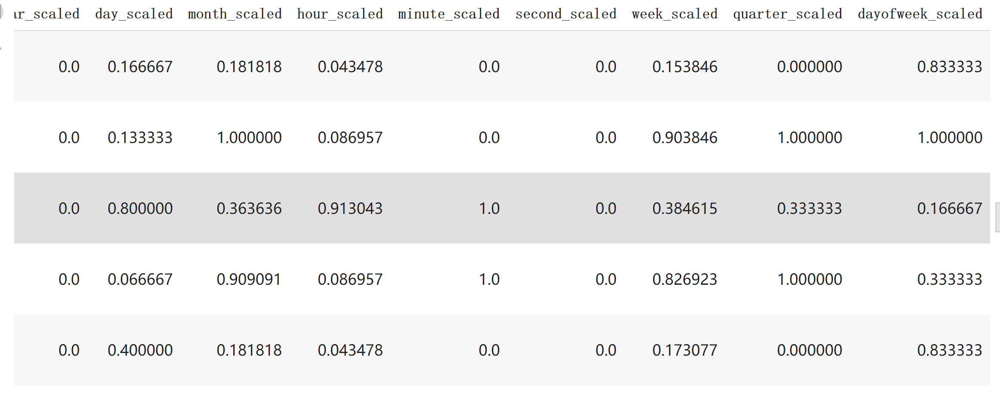 ar_scaled day_scaled month_scaled hour_scaled minute_scaled second_scaled week_scaled quarter_scaled dayofweek_scaled
0.0 0.166667 0.181818 0.043478 0.0 0.0 0.153846 0.000000 0.833333
0.0 0.133333 1.000000 0.086957 0.0 0.0 0.903846 1.000000 1.000000
0.0 0.800000 0.363636 0.913043 1.0 0.0 0.384615 0.333333 0.166667
0.0 0.066667 0.909091 0.086957 1.0 0.0 0.826923 1.000000 0.333333
0.0 0.400000 0.181818 0.043478 0.0 0.0 0.173077 0.000000 0.833333